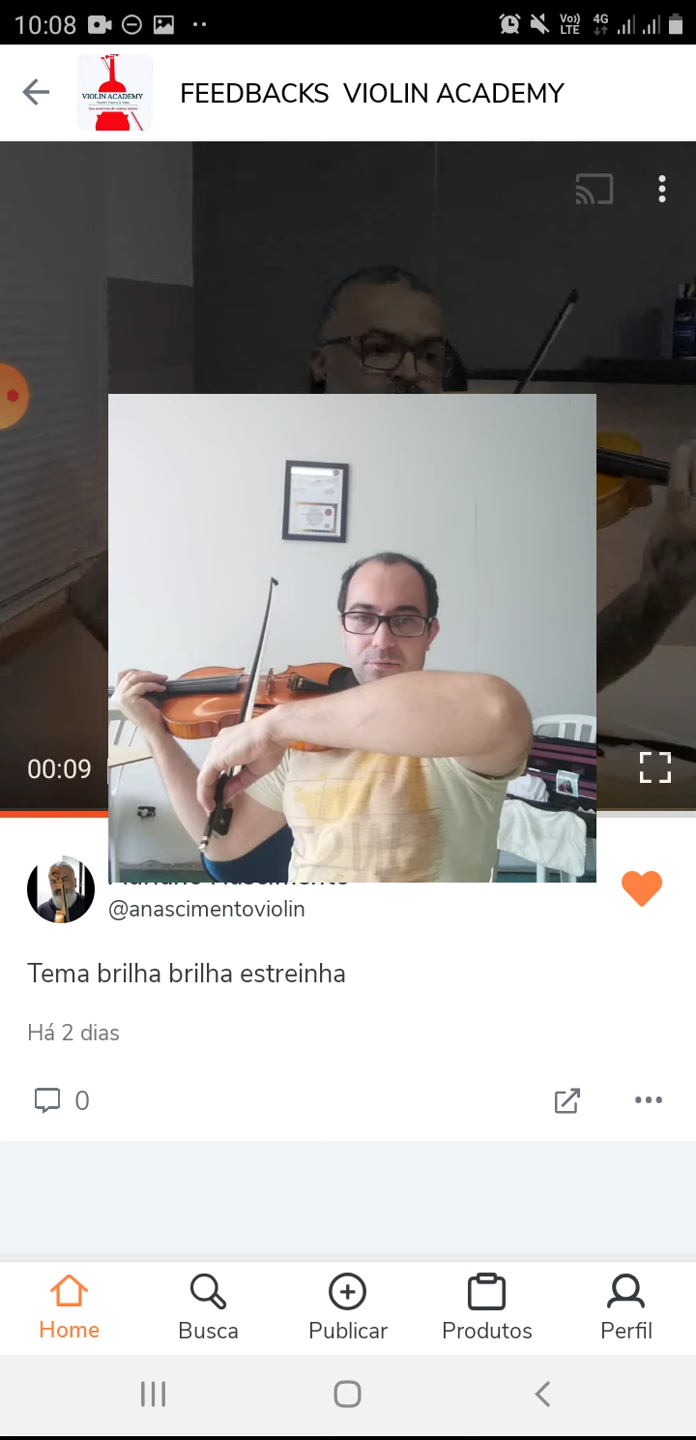 10:08
Vo))
LTE
4G
VIOLIN ACADEMY
FEEDBACKS VIOLIN ACADEMY
00:09
@anascimentoviolin
Tema brilha brilha estreinha
Há 2 dias
0
Home
Busca
Publicar
Produtos
Perfil